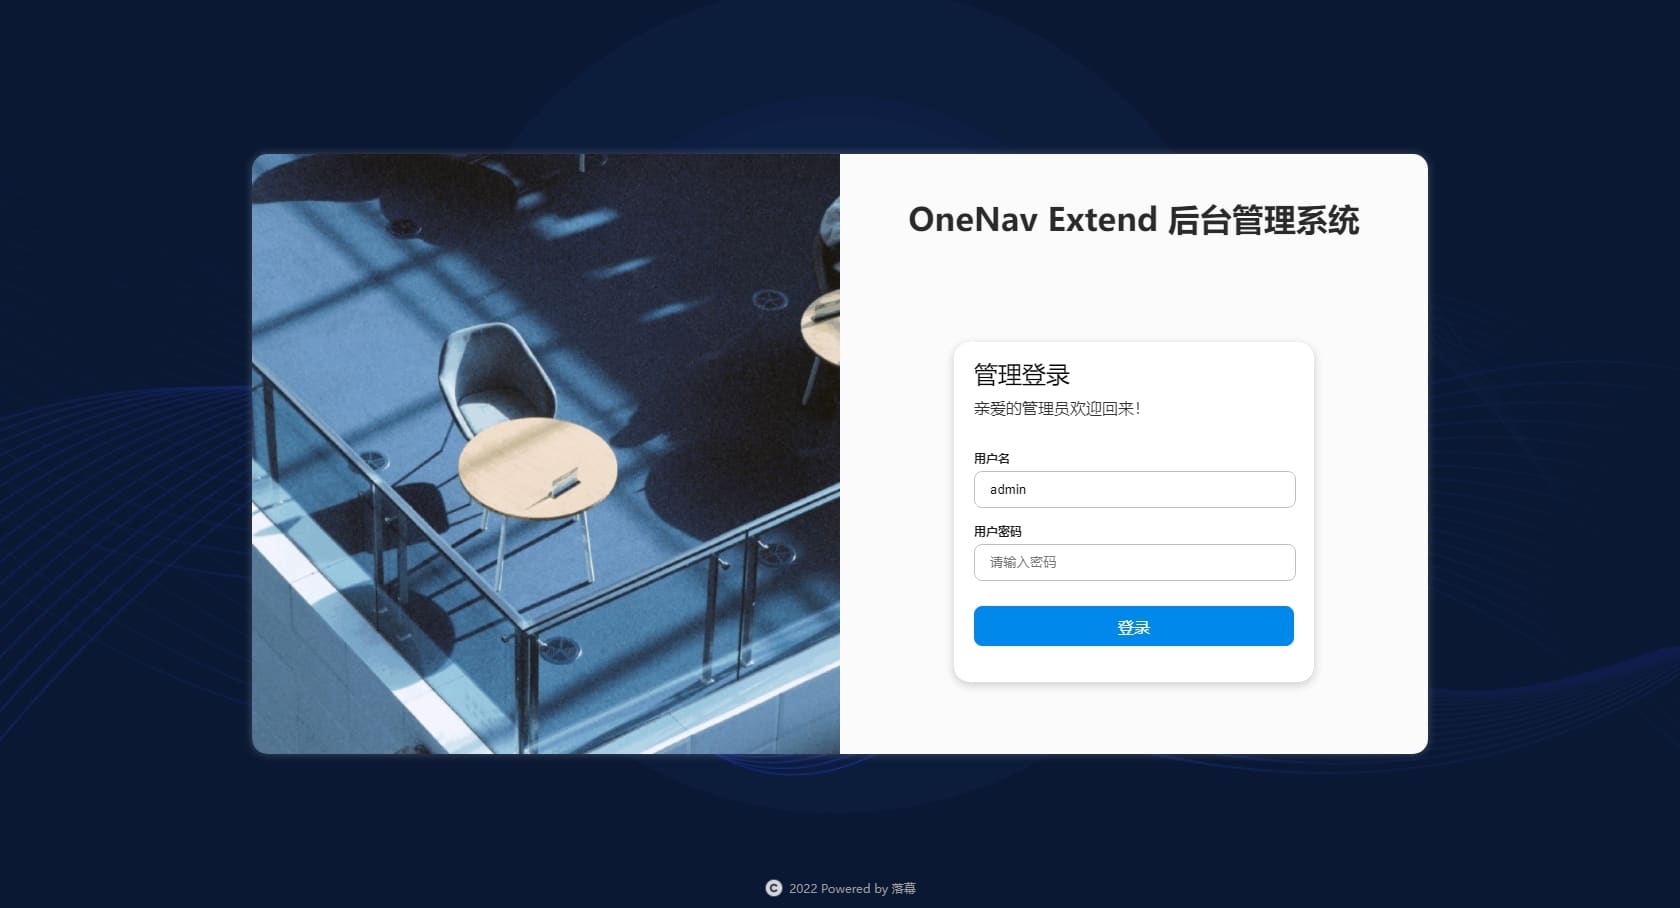 OneNav Extend 后台管理系统
管理登录
亲爱的管理员欢迎回来!
用户名
admin
用户密码
请输入密码
登录
© 2022 Powered by 落幕